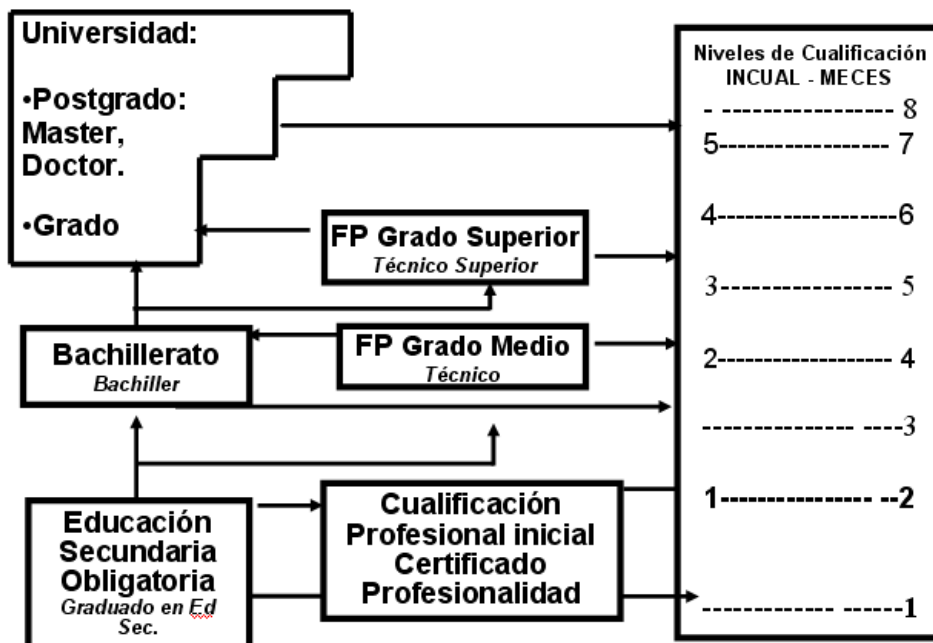 Universidad:
•Postgrado:
Master,
Doctor.
•Grado
FP Grado Superior
Técnico Superior
Bachillerato
Bachiller
FP Grado Medio
Técnico
Educación
Secundaria
Obligatoria
Graduado en Ed
Sec.
Cualificación
Profesional inicial
Certificado
Profesionalidad
Niveles de Cualificación
INCUAL - MECES
- ----------------- 8
5----------------- 7
4-----------------6
3----------------- 5
2----------------- 4
--------------- ----3
1--------------- --2
--------------- ------1